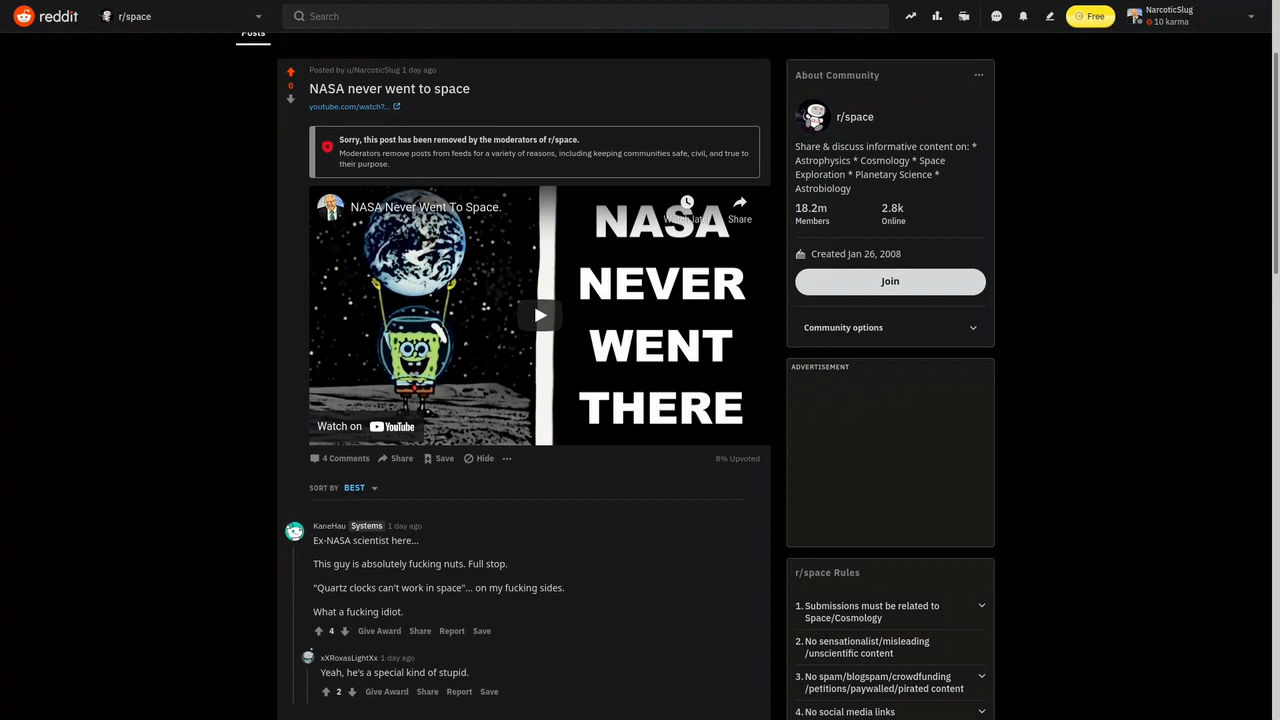 reddit
r/space
Search
Free
NarcoticSlug
10 karma
Posts
Posted by u/NarcoticSlug 1 day ago
0
NASA never went to space
youtube.com/watch?...
Sorry, this post has been removed by the moderators of r/space.
Moderators remove posts from feeds for a variety of reasons, including keeping communities safe, civil, and true to
their purpose.
NASA Never Went To Space.
Watch later
Share
NASA
NEVER
WENT
THERE
Watch on YouTube
4 Comments Share Save Hide
8% Upvoted
SORT BY BEST
KaneHau Systems 1 day ago
Ex-NASA scientist here...
This guy is absolutely fucking nuts. Full stop.
"Quartz clocks can't work in space"... on my fucking sides.
What a fucking idiot.
4 Give Award Share Report Save
xXRoxasLightXx 1 day ago
Yeah, he's a special kind of stupid.
2 Give Award Share Report Save
About Community
r/space
Share & discuss informative content on: *
Astrophysics * Cosmology * Space
Exploration * Planetary Science *
Astrobiology
18.2m 2.8k
Members Online
Created Jan 26, 2008
Join
Community options
ADVERTISEMENT
r/space Rules
1. Submissions must be related to
Space/Cosmology
2. No sensationalist/misleading
/unscientific content
3. No spam/blogspam/crowdfunding
/petitions/paywalled/pirated content
4. No social media links